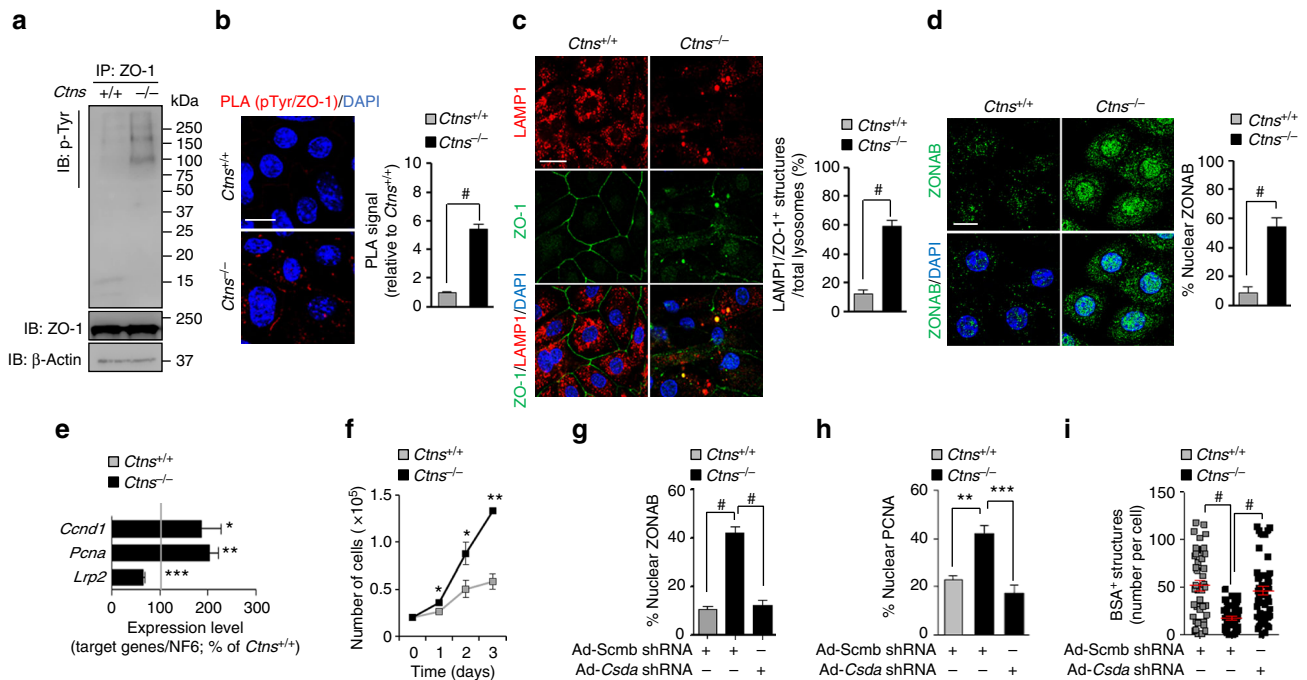 a
IP: ZO-1
Ctns +/+ –/– kDa
IB: p-Tyr
250
150
100
75
50
37
25
20
15
IB: ZO-1
250
IB: β-Actin
37
b
PLA (pTyr/ZO-1)/DAPI
Ctns+/+
Ctns–/–
Ctns+/+
Ctns–/–
PLA signal
(relative to Ctns+/+)
10
8
6
4
2
0
#
c
Ctns+/+ Ctns–/–
LAMP1
ZO-1
ZO-1/LAMP1/DAPI
Ctns+/+
Ctns–/–
LAMP1/ZO-1+ structures
/total lysosomes (%)
100
80
60
40
20
0
#
d
Ctns+/+ Ctns–/–
ZONAB
ZONAB/DAPI
Ctns+/+
Ctns–/–
% Nuclear ZONAB
100
80
60
40
20
0
#
e
Ctns+/+
Ctns–/–
Ccnd1 *
Pcna **
Lrp2 ***
0 100 200 300
Expression level
(target genes/NF6; % of Ctns+/+)
f
Ctns+/+
Ctns–/–
Number of cells ( ×10⁵)
1.5
1.0
0.5
0
* * **
0 1 2 3
Time (days)
g
Ctns+/+
Ctns–/–
% Nuclear ZONAB
60
40
20
0
# #
Ad-Scmb shRNA + + –
Ad-Csda shRNA – – +
h
Ctns+/+
Ctns–/–
% Nuclear PCNA
60
40
20
0
** ***
Ad-Scmb shRNA + + –
Ad-Csda shRNA – – +
i
Ctns+/+
Ctns–/–
BSA+ structures
(number per cell)
150
100
50
0
# #
Ad-Scmb shRNA + + –
Ad-Csda shRNA – – +